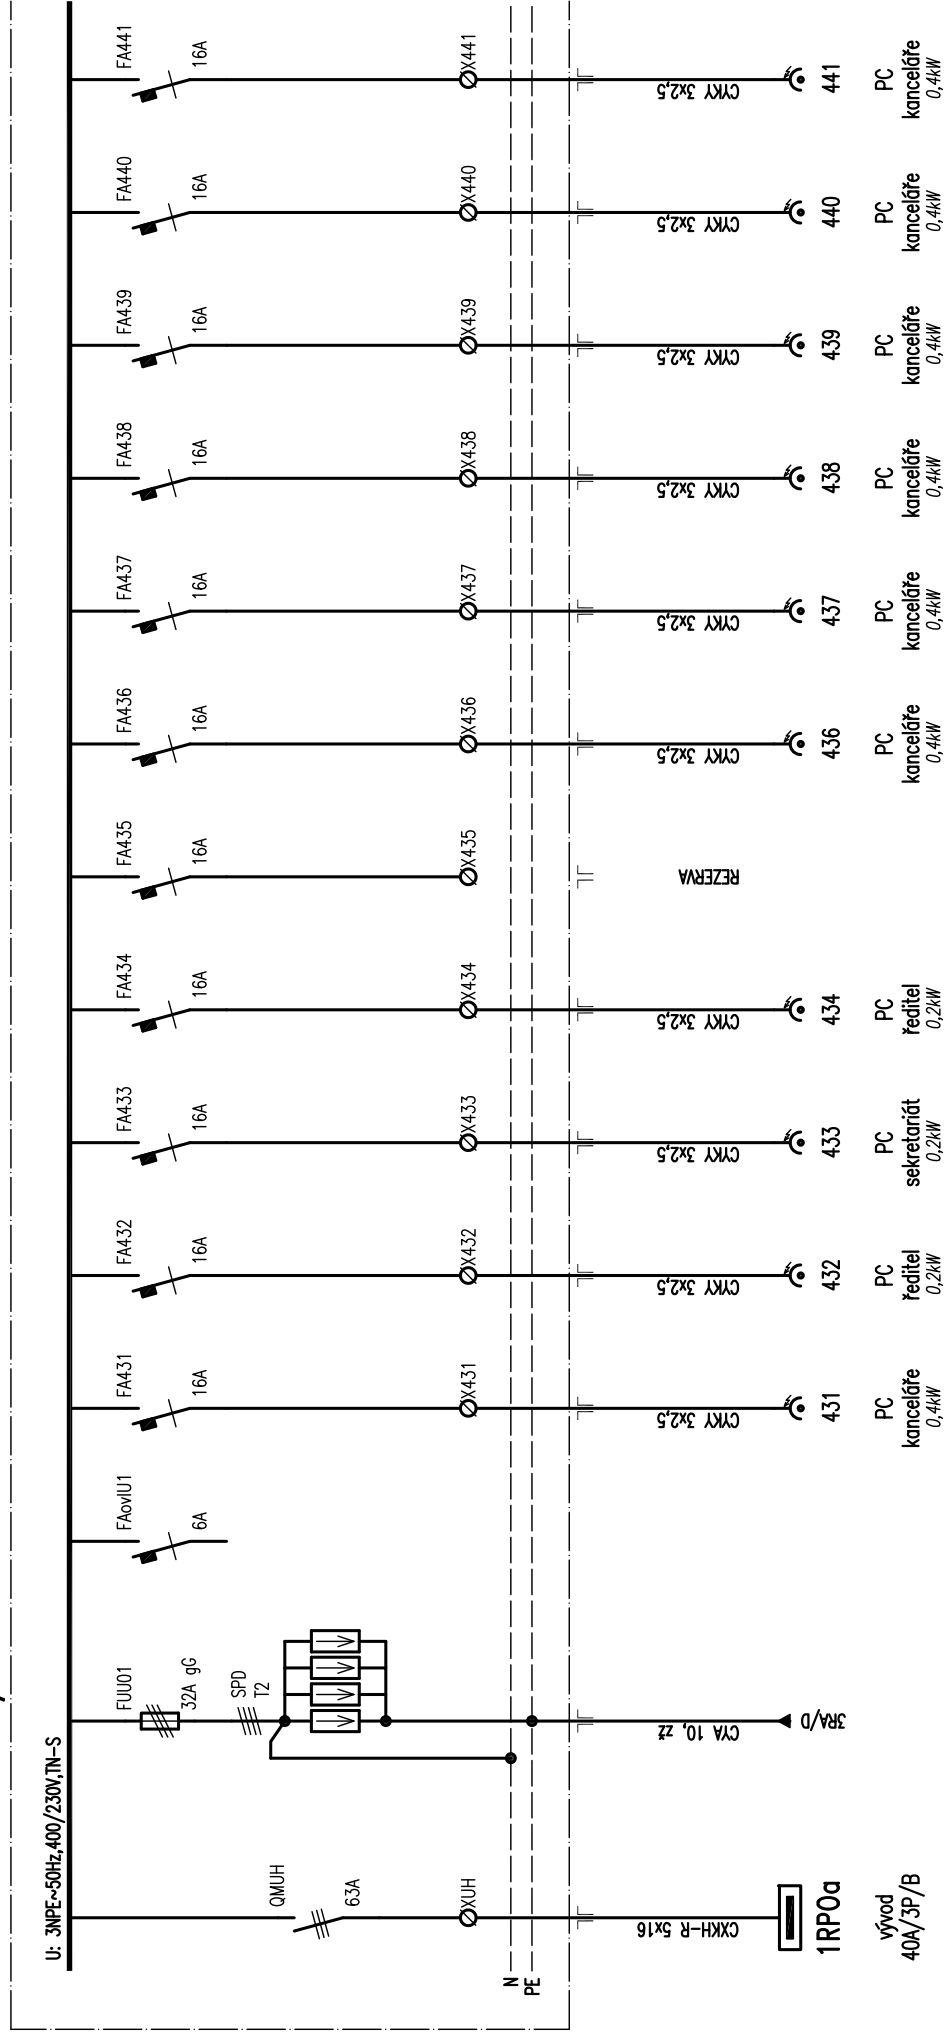 U: 3NPE~50Hz,400/230V,TN-S
QMUH
63A
XUH
N
PE
CXKH-R 5x16
1RP0a
vývod
40A/3P/B
FUU01
32A gG
SPD
T2
CYA 10, zž
3RA/D
FAovlU1
6A
FA431
16A
X431
CYKY 3x2,5
431
PC
kanceláře
0,4kW
FA432
16A
X432
CYKY 3x2,5
432
PC
ředitel
0,2kW
FA433
16A
X433
CYKY 3x2,5
433
PC
sekretariát
0,2kW
FA434
16A
X434
CYKY 3x2,5
434
PC
ředitel
0,2kW
FA435
16A
X435
REZERVA
FA436
16A
X436
CYKY 3x2,5
436
PC
kanceláře
0,4kW
FA437
16A
X437
CYKY 3x2,5
437
PC
kanceláře
0,4kW
FA438
16A
X438
CYKY 3x2,5
438
PC
kanceláře
0,4kW
FA439
16A
X439
CYKY 3x2,5
439
PC
kanceláře
0,4kW
FA440
16A
X440
CYKY 3x2,5
440
PC
kanceláře
0,4kW
FA441
16A
X441
CYKY 3x2,5
441
PC
kanceláře
0,4kW